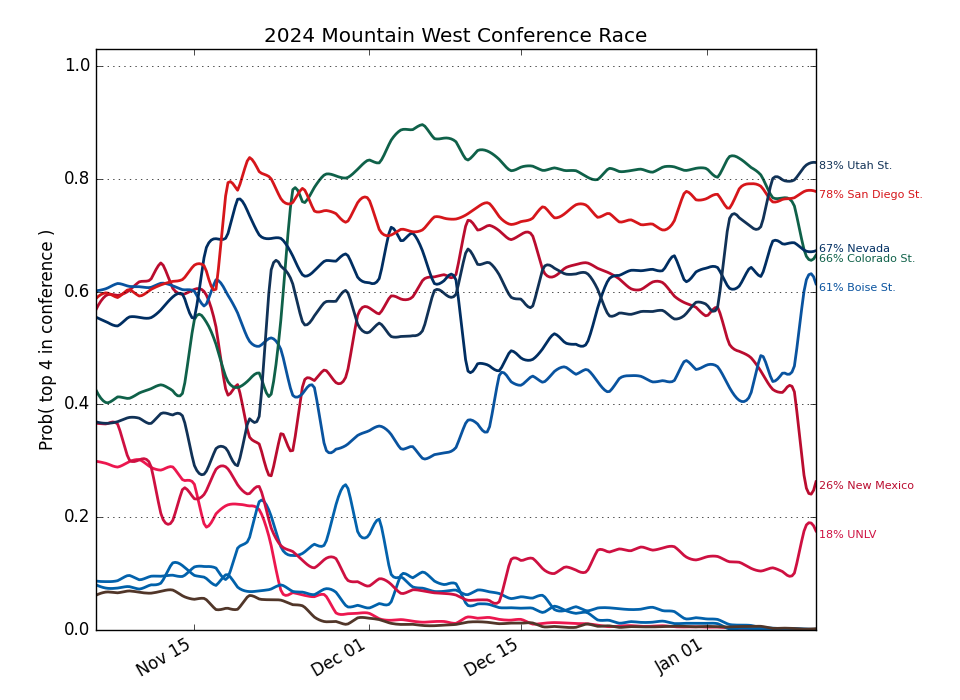 2024 Mountain West Conference Race
Prob( top 4 in conference )
1.0
0.8
0.6
0.4
0.2
0.0
Nov 15
Dec 01
Dec 15
Jan 01
83% Utah St.
78% San Diego St.
67% Nevada
66% Colorado St.
61% Boise St.
26% New Mexico
18% UNLV